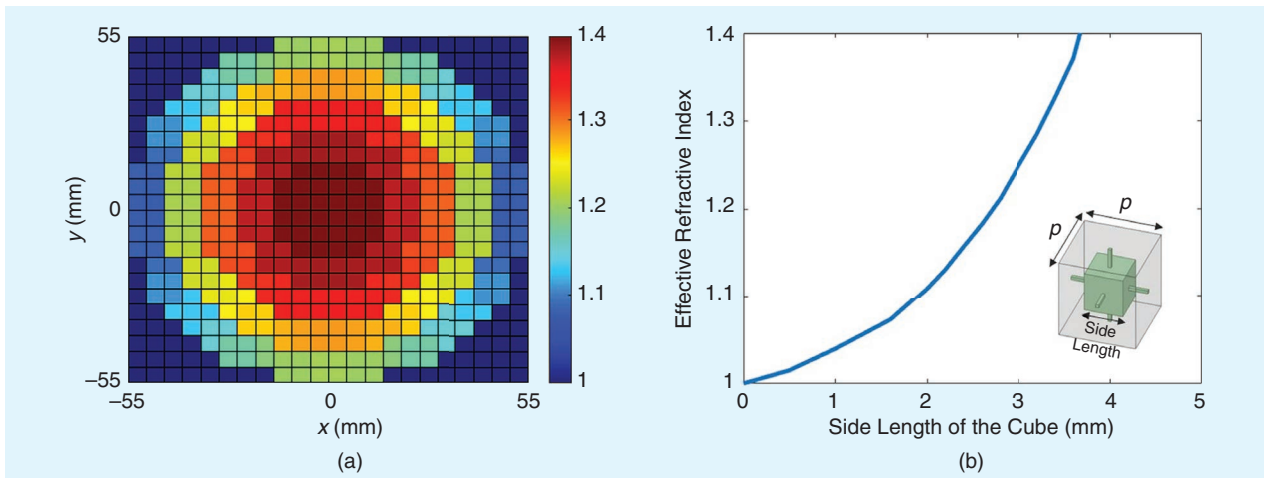 55
0
–55
y (mm)
–55
0
55
x (mm)
1.4
1.3
1.2
1.1
1
(a)
Effective Refractive Index
1.4
1.3
1.2
1.1
1
0
1
2
3
4
5
Side Length of the Cube (mm)
p
p
Side
Length
(b)